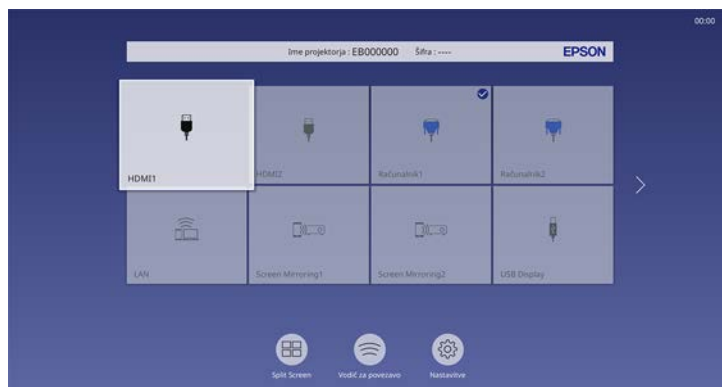 00:00
Ime projektorja : EB000000 Šifra : ---- EPSON
HDMI1 HDMI2 Računalnik1 Računalnik2
LAN Screen Mirroring1 Screen Mirroring2 USB Display
Split Screen Vodič za povezavo Nastavitve